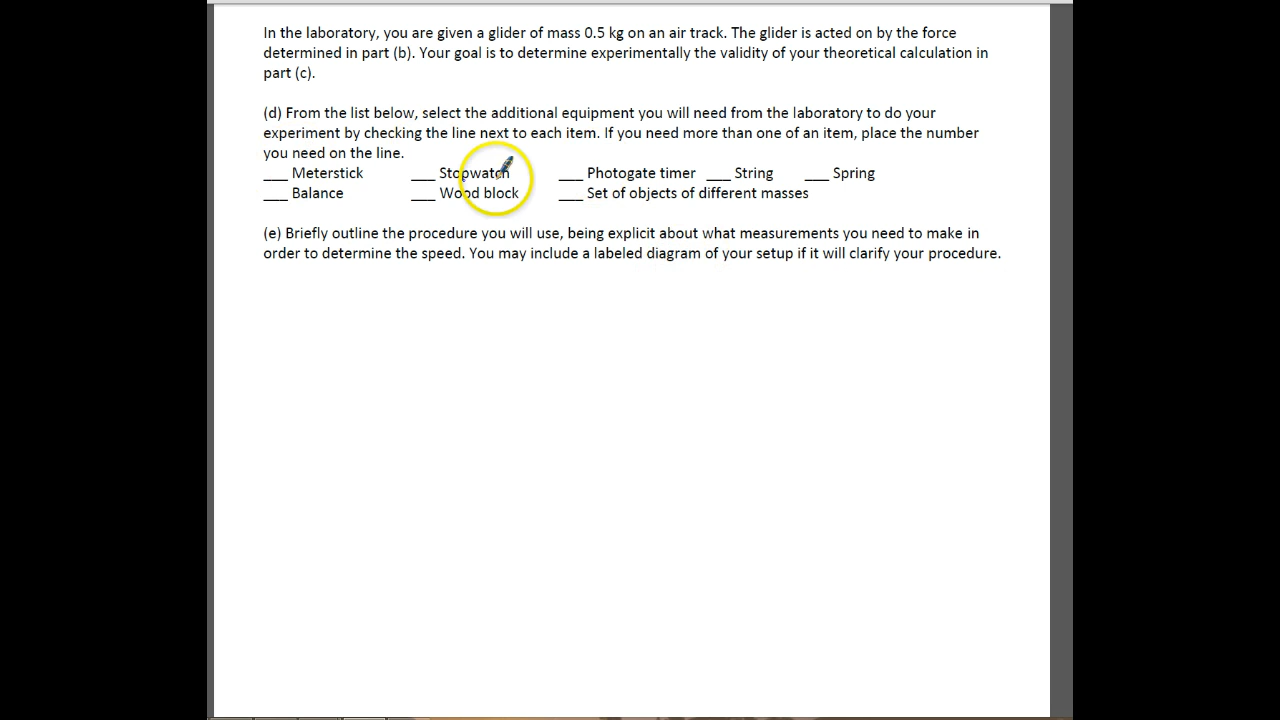 In the laboratory, you are given a glider of mass 0.5 kg on an air track. The glider is acted on by the force
determined in part (b). Your goal is to determine experimentally the validity of your theoretical calculation in
part (c).
(d) From the list below, select the additional equipment you will need from the laboratory to do your
experiment by checking the line next to each item. If you need more than one of an item, place the number
you need on the line.
___ Meterstick ___ Stopwatch ___ Photogate timer ___ String ___ Spring
___ Balance ___ Wood block ___ Set of objects of different masses
(e) Briefly outline the procedure you will use, being explicit about what measurements you need to make in
order to determine the speed. You may include a labeled diagram of your setup if it will clarify your procedure.